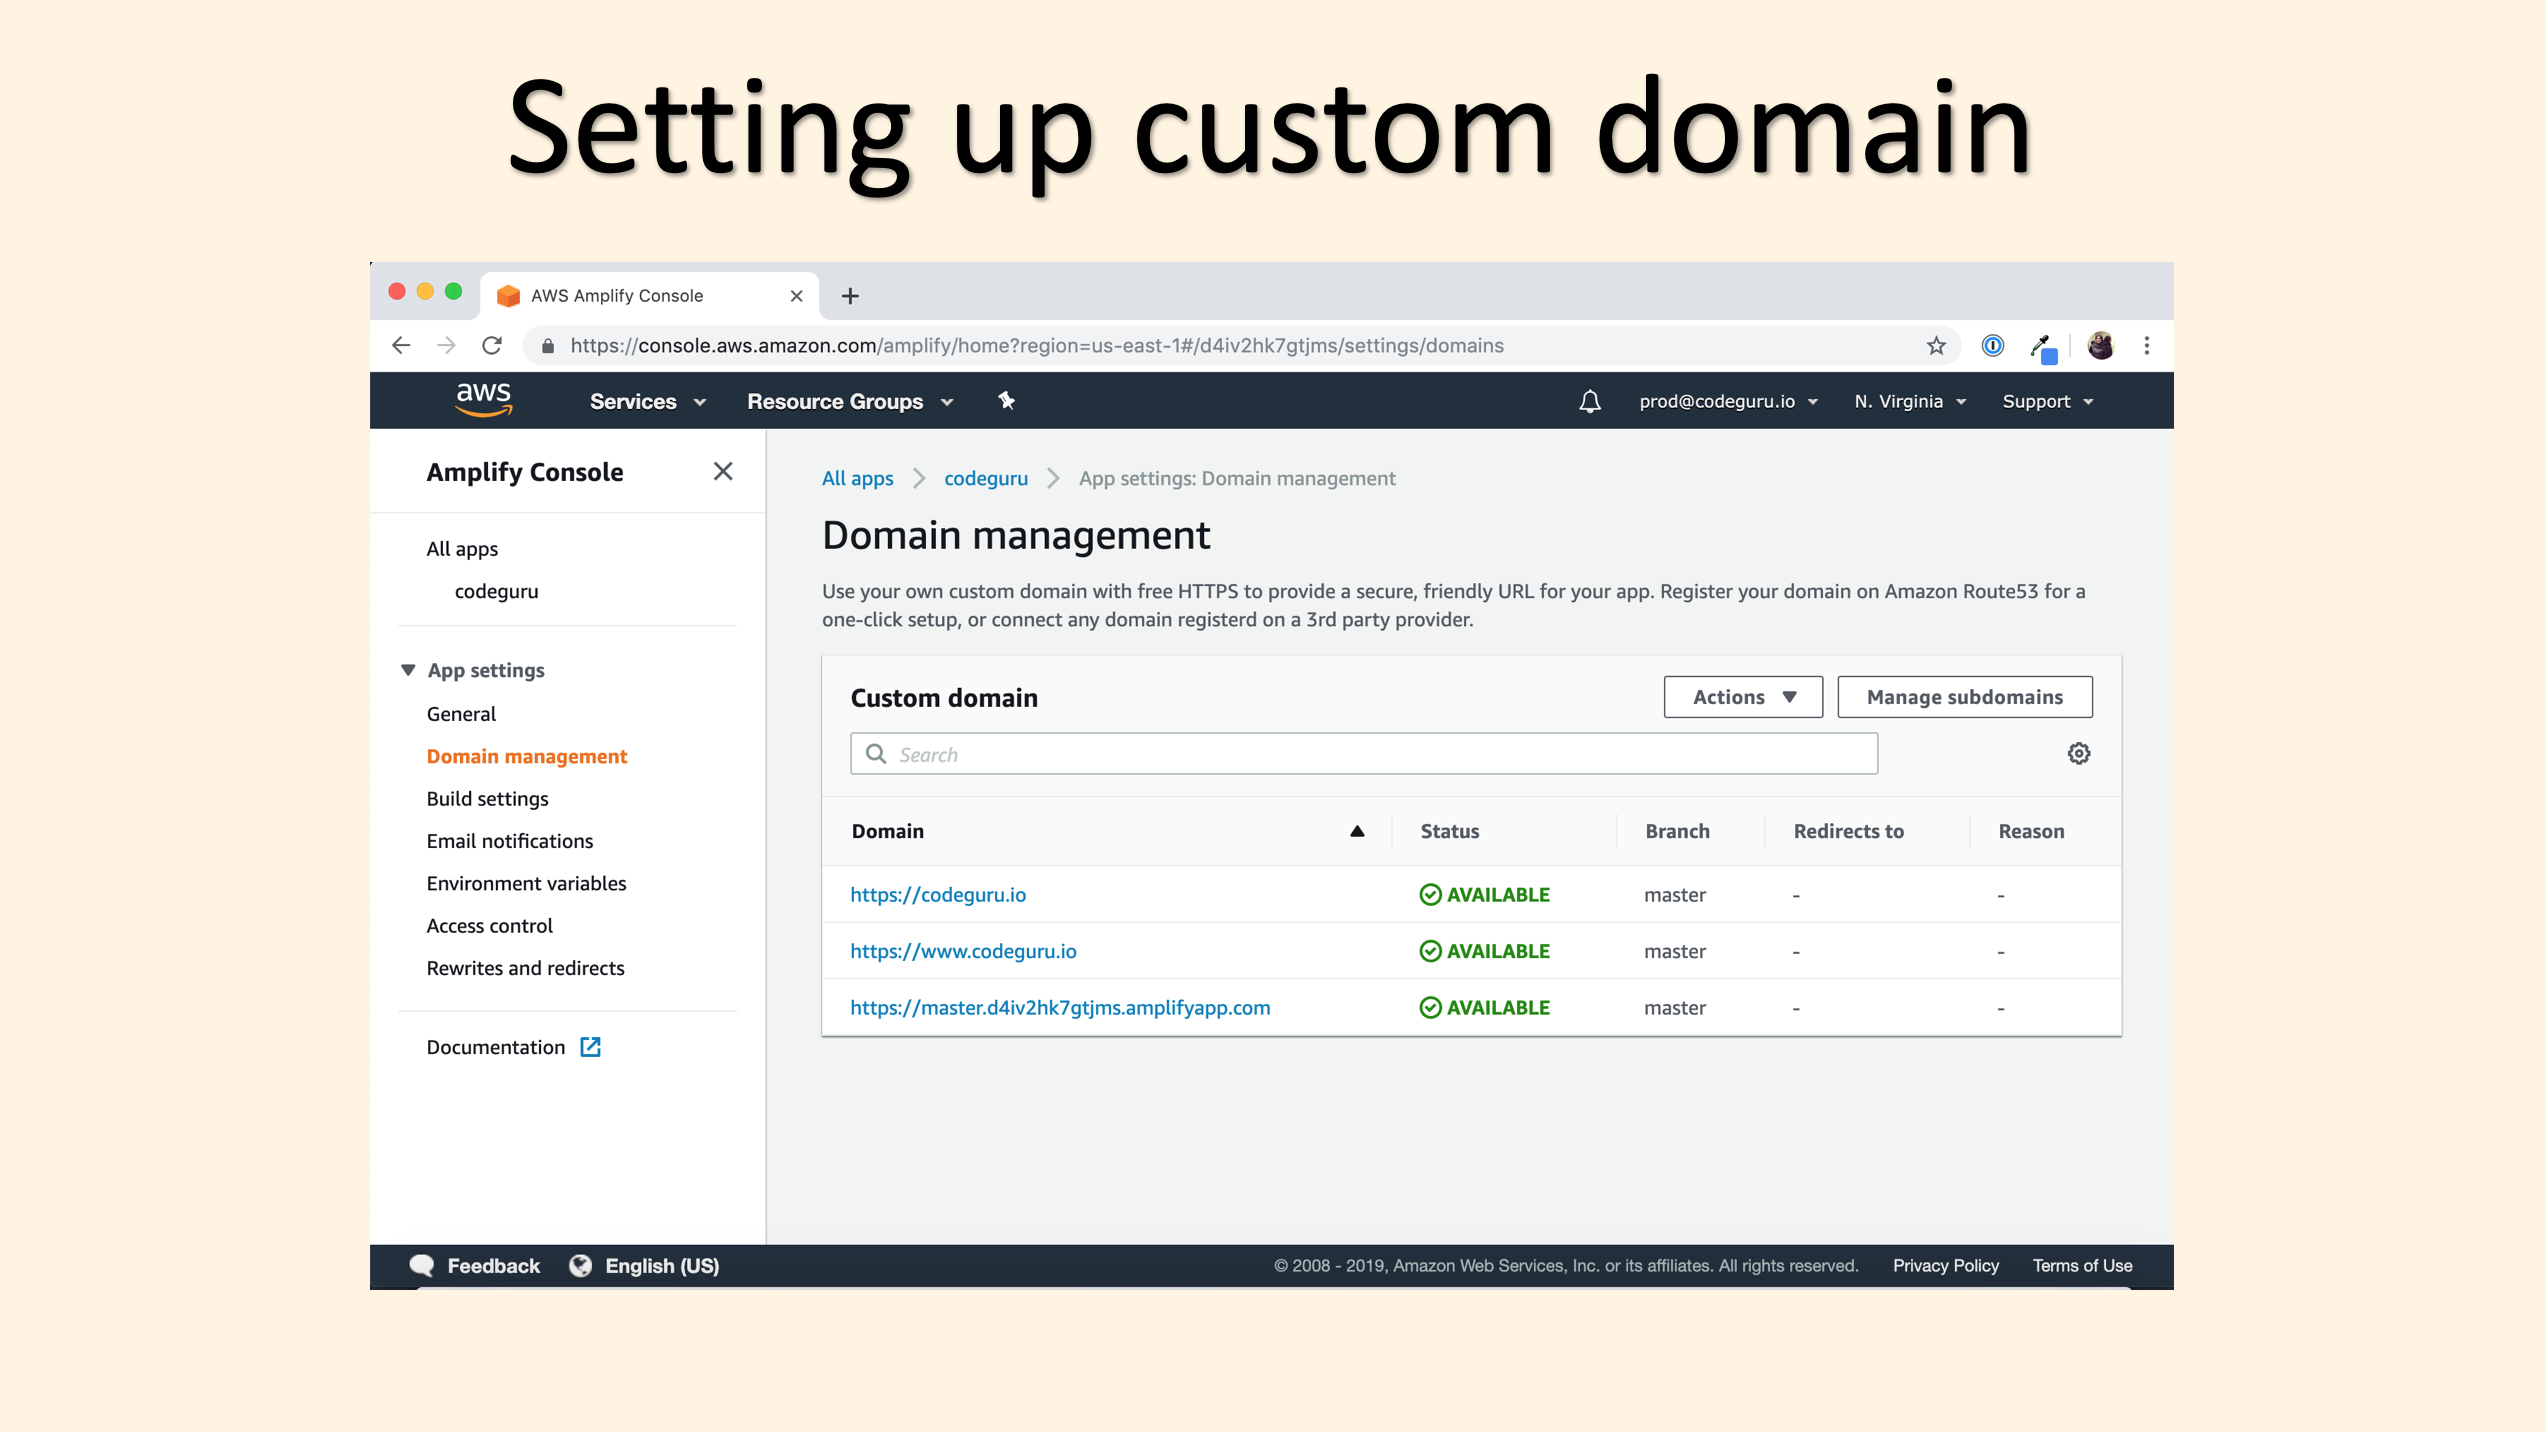 Setting up custom domain
AWS Amplify Console
https://console.aws.amazon.com/amplify/home?region=us-east-1#/d4iv2hk7gtjms/settings/domains
aws Services Resource Groups prod@codeguru.io N. Virginia Support
Amplify Console
All apps
codeguru
App settings
General
Domain management
Build settings
Email notifications
Environment variables
Access control
Rewrites and redirects
Documentation
All apps codeguru App settings: Domain management
Domain management
Use your own custom domain with free HTTPS to provide a secure, friendly URL for your app. Register your domain on Amazon Route53 for a
one-click setup, or connect any domain registerd on a 3rd party provider.
Custom domain Actions Manage subdomains
Search
Domain Status Branch Redirects to Reason
https://codeguru.io AVAILABLE master - -
https://www.codeguru.io AVAILABLE master - -
https://master.d4iv2hk7gtjms.amplifyapp.com AVAILABLE master - -
Feedback English (US) © 2008 - 2019, Amazon Web Services, Inc. or its affiliates. All rights reserved. Privacy Policy Terms of Use